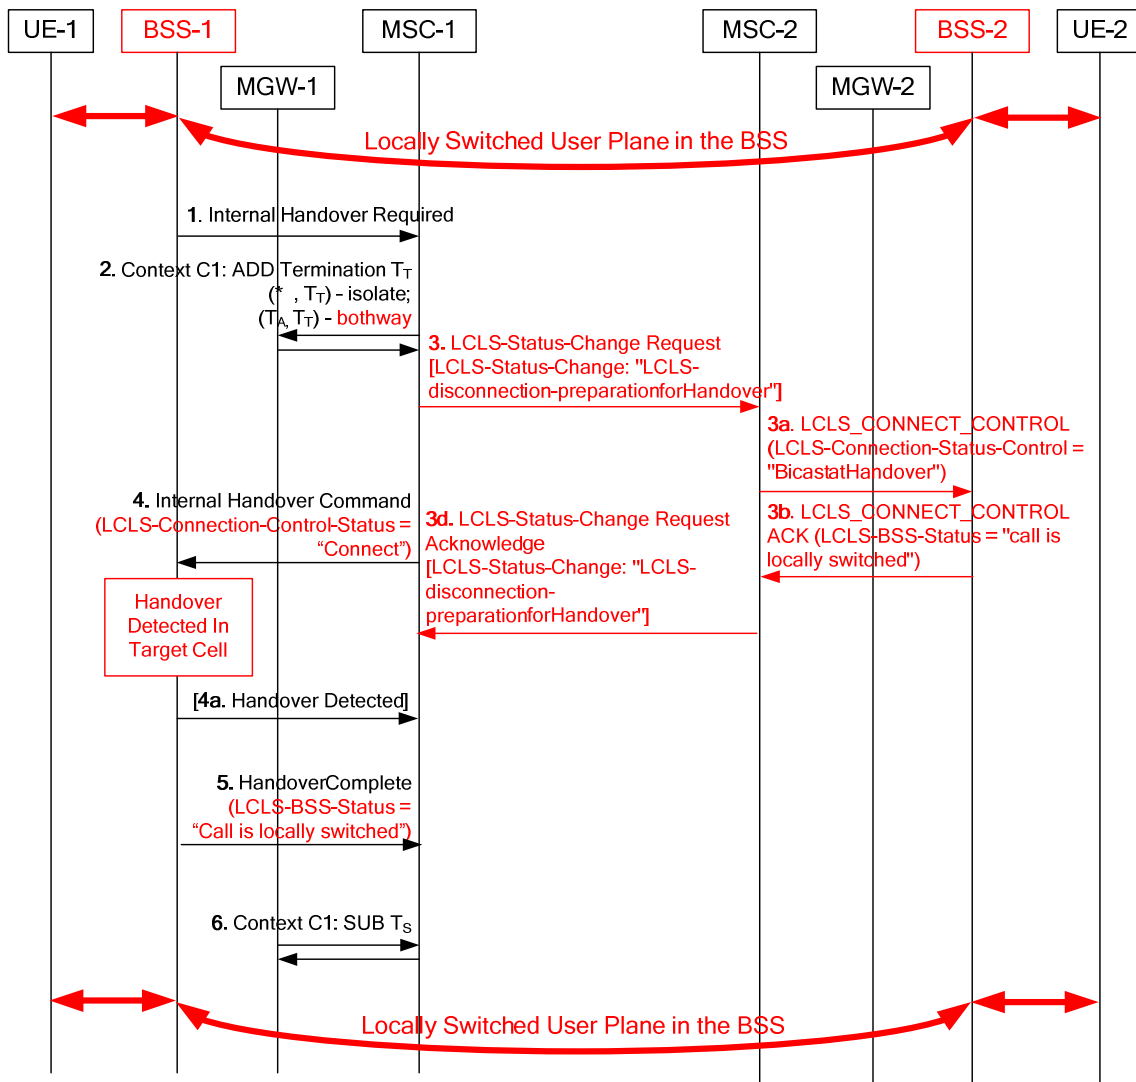 UE-1
BSS-1
MSC-1
MSC-2
BSS-2
UE-2
MGW-1
MGW-2
Locally Switched User Plane in the BSS
1. Internal Handover Required
2. Context C1: ADD Termination TT
(* , TT) - isolate;
(TA, TT) - bothway
3. LCLS-Status-Change Request
[LCLS-Status-Change: "LCLS-
disconnection-preparationforHandover"]
3a. LCLS_CONNECT_CONTROL
(LCLS-Connection-Status-Control =
"BicastatHandover")
4. Internal Handover Command
(LCLS-Connection-Control-Status =
“Connect”)
3b. LCLS_CONNECT_CONTROL
ACK (LCLS-BSS-Status = "call is
locally switched")
3d. LCLS-Status-Change Request
Acknowledge
[LCLS-Status-Change: "LCLS-
disconnection-
preparationforHandover"]
Handover
Detected In
Target Cell
[4a. Handover Detected]
5. HandoverComplete
(LCLS-BSS-Status =
“Call is locally switched”)
6. Context C1: SUB TS
Locally Switched User Plane in the BSS